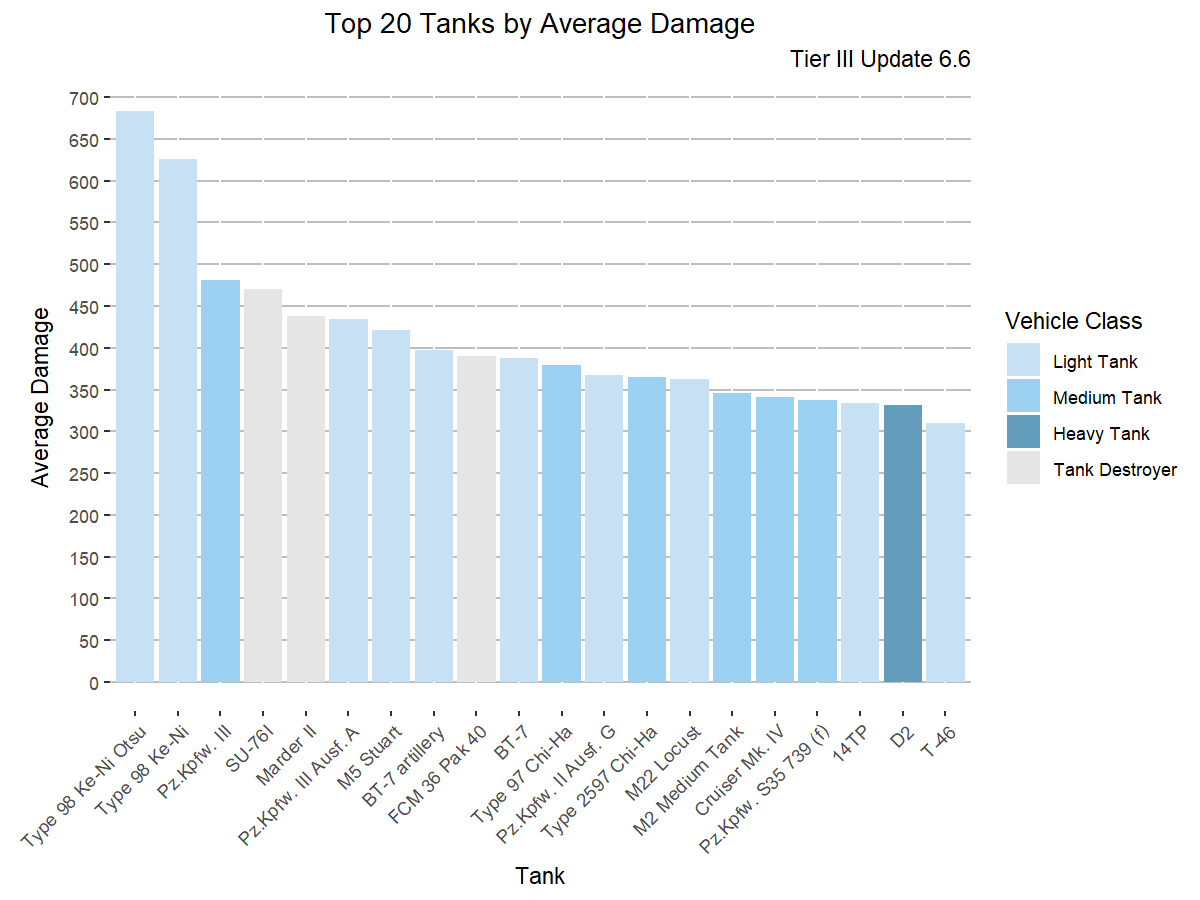 Top 20 Tanks by Average Damage
Tier III Update 6.6
Average Damage
700
650
600
550
500
450
400
350
300
250
200
150
100
50
0
Type 98 Ke-Ni Otsu
Type 98 Ke-Ni
Pz.Kpfw. III
SU-76I
Marder II
Pz.Kpfw. III Ausf. A
M5 Stuart
BT-7 artillery
FCM 36 Pak 40
BT-7
Type 97 Chi-Ha
Pz.Kpfw. II Ausf. G
Type 2597 Chi-Ha
M22 Locust
M2 Medium Tank
Cruiser Mk. IV
Pz.Kpfw. S35 739 (f)
14TP
D2
T-46
Tank
Vehicle Class
Light Tank
Medium Tank
Heavy Tank
Tank Destroyer